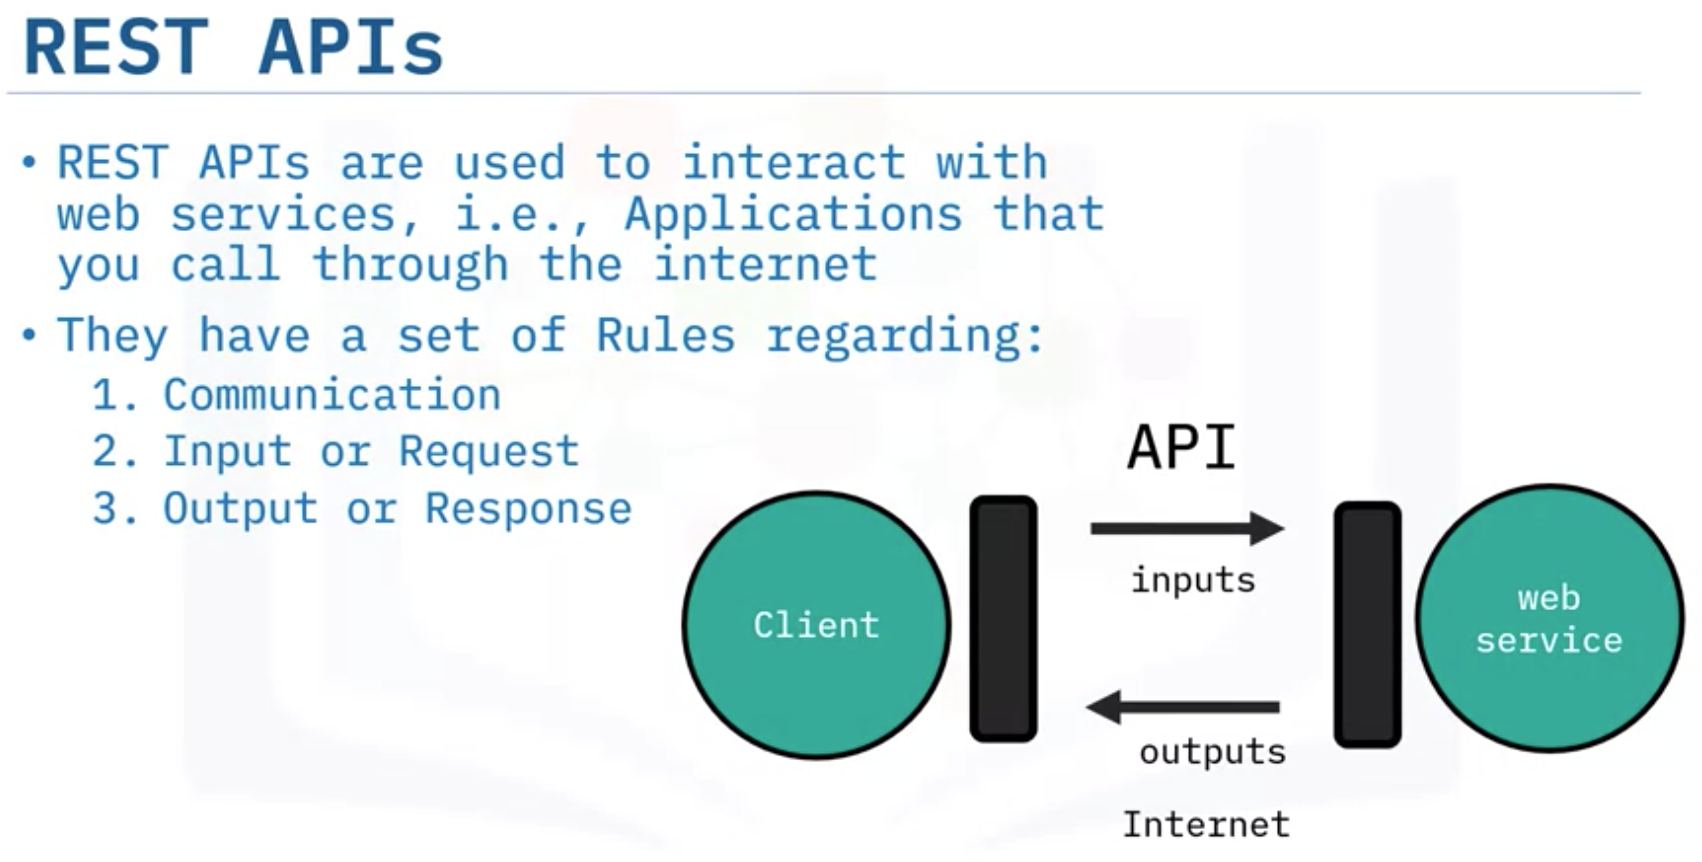 REST APIs
• REST APIs are used to interact with
web services, i.e., Applications that
you call through the internet
• They have a set of Rules regarding:
1. Communication
2. Input or Request
3. Output or Response
API
inputs
Client
web
service
outputs
Internet